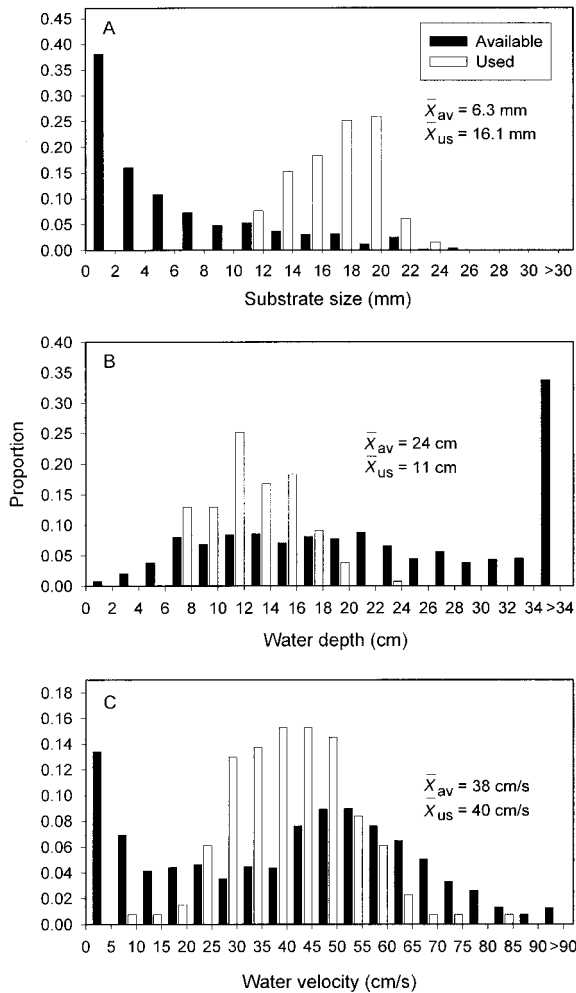 A
Available
Used
X̄av = 6.3 mm
X̄us = 16.1 mm
0.45
0.40
0.35
0.30
0.25
0.20
0.15
0.10
0.05
0.00
0 2 4 6 8 10 12 14 16 18 20 22 24 26 28 30 >30
Substrate size (mm)
B
X̄av = 24 cm
X̄us = 11 cm
0.40
0.35
0.30
0.25
0.20
0.15
0.10
0.05
0.00
0 2 4 6 8 10 12 14 16 18 20 22 24 26 28 30 32 34 >34
Water depth (cm)
Proportion
C
X̄av = 38 cm/s
X̄us = 40 cm/s
0.18
0.16
0.14
0.12
0.10
0.08
0.06
0.04
0.02
0.00
0 5 10 15 20 25 30 35 40 45 50 55 60 65 70 75 80 85 90 >90
Water velocity (cm/s)